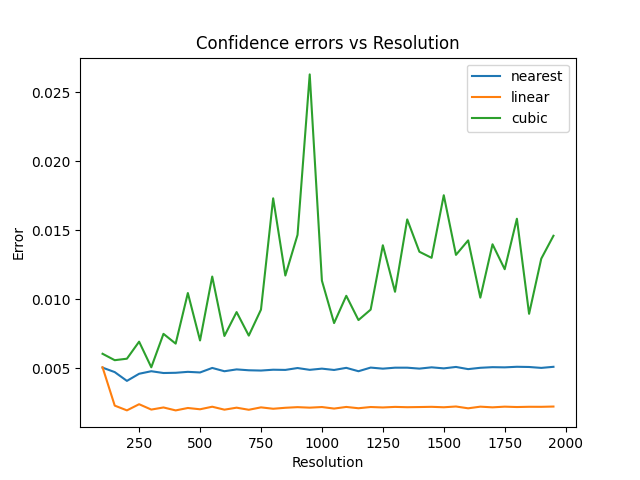 Confidence errors vs Resolution
nearest
linear
cubic
0.025
0.020
0.015
0.010
0.005
Error
250 500 750 1000 1250 1500 1750 2000
Resolution